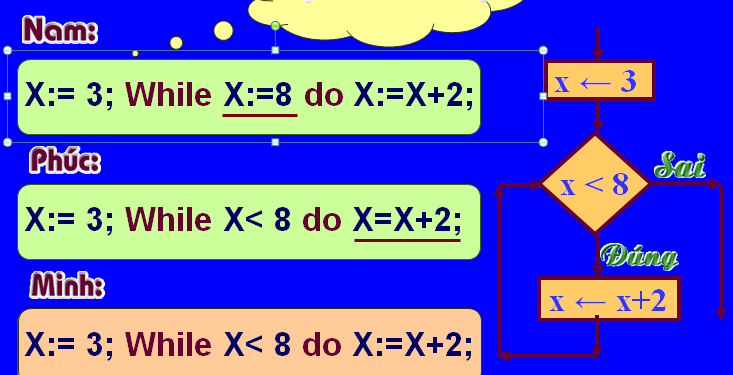 Nam:
X:= 3; While X:=8 do X:=X+2;
Phúc:
X:= 3; While X< 8 do X=X+2;
Minh:
X:= 3; While X< 8 do X:=X+2;
x ← 3
x < 8
Sai
Đúng
x ← x+2